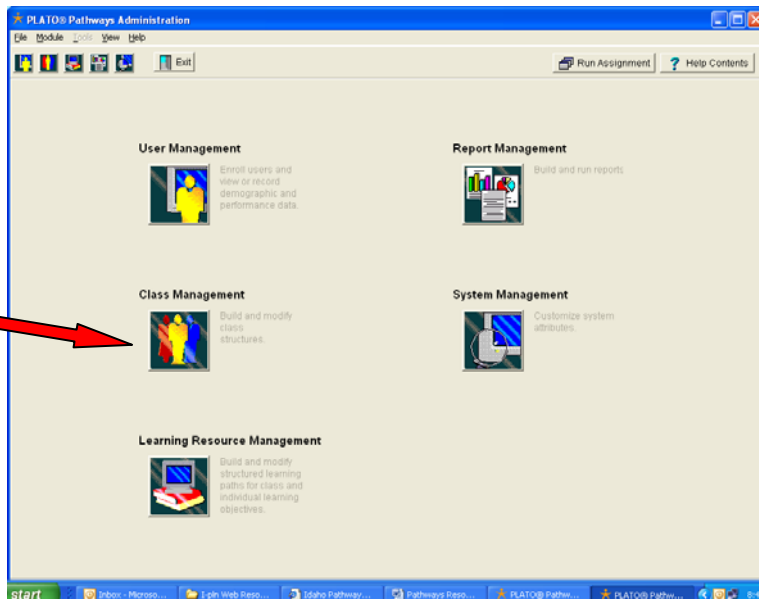 PLATO® Pathways Administration
File Module Tools View Help
Exit
Run Assignment
? Help Contents
User Management
Enroll users and
view or record
demographic and
performance data.
Report Management
Build and run reports
Class Management
Build and modify
class
structures.
System Management
Customize system
attributes.
Learning Resource Management
Build and modify
structured learning
paths for class and
individual learning
objectives.
start
Inbox - Microso...
I-pln Web Reso...
Idaho Pathway...
Pathways Reso...
PLATO® Pathw...
PLATO® Pathw...